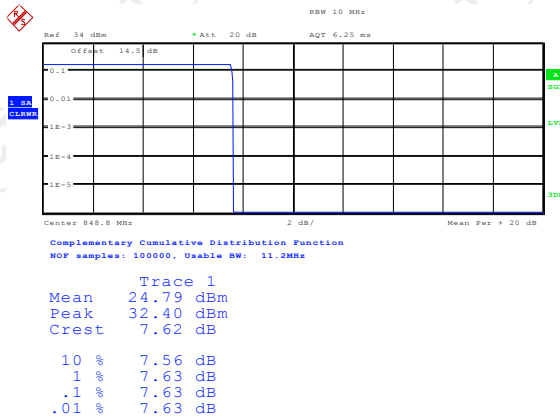 RBW 10 MHz
Ref 34 dBm * Att 20 dB AQT 6.25 ms
Offset 14.5 dB
0.1
0.01
1E-3
1E-4
1E-5
A
SGL
1 SA
CLRWR
LVL
3DB
Center 848.8 MHz 2 dB/ Mean Pwr + 20 dB
Complementary Cumulative Distribution Function
NOF samples: 100000, Usable BW: 11.2MHz
Trace 1
Mean 24.79 dBm
Peak 32.40 dBm
Crest 7.62 dB
10 % 7.56 dB
1 % 7.63 dB
.1 % 7.63 dB
.01 % 7.63 dB